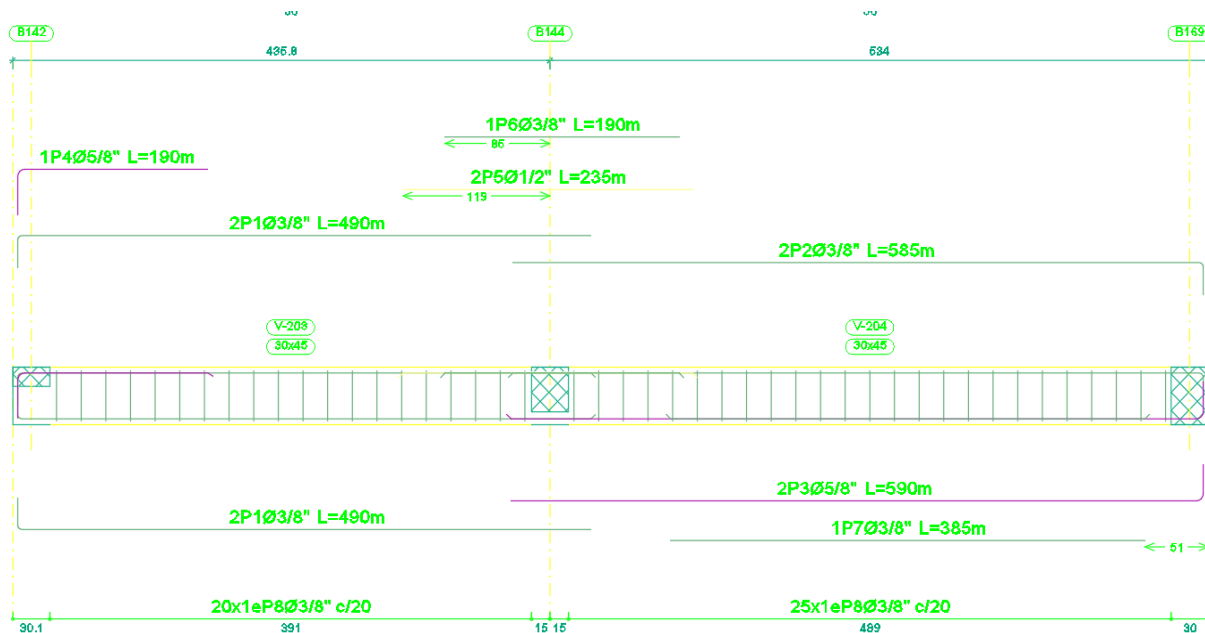 B142
B144
B169
435.8
534
1P6Ø3/8" L=190m
86
1P4Ø5/8" L=190m
2P5Ø1/2" L=235m
119
2P1Ø3/8" L=490m
2P2Ø3/8" L=585m
V-203
30x45
V-204
30x45
2P3Ø5/8" L=590m
2P1Ø3/8" L=490m
1P7Ø3/8" L=385m
51
20x1eP8Ø3/8" c/20
25x1eP8Ø3/8" c/20
30.1
391
15 15
489
30